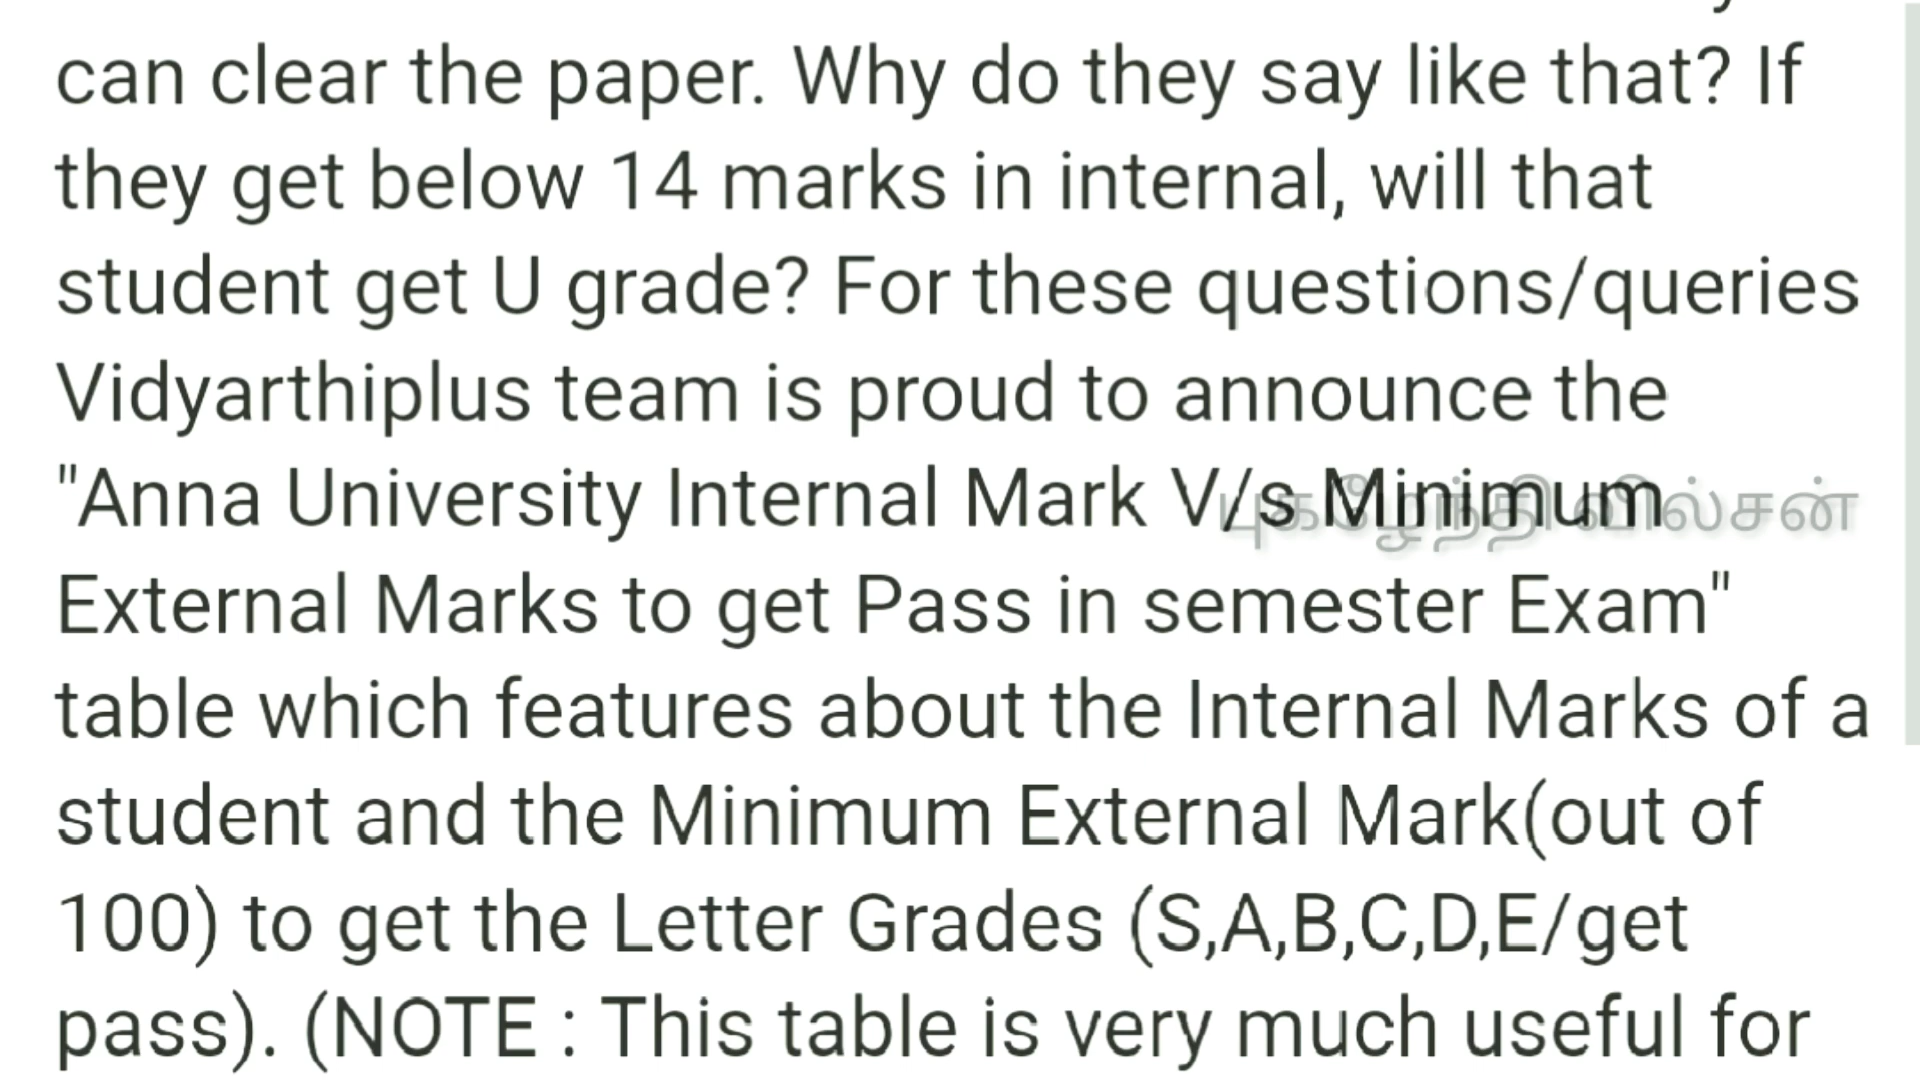 can clear the paper. Why do they say like that? If
they get below 14 marks in internal, will that
student get U grade? For these questions/queries
Vidyarthiplus team is proud to announce the
"Anna University Internal Mark V/s Minimum
புகழேந்தி வில்சன்
External Marks to get Pass in semester Exam"
table which features about the Internal Marks of a
student and the Minimum External Mark(out of
100) to get the Letter Grades (S,A,B,C,D,E/get
pass). (NOTE : This table is very much useful for